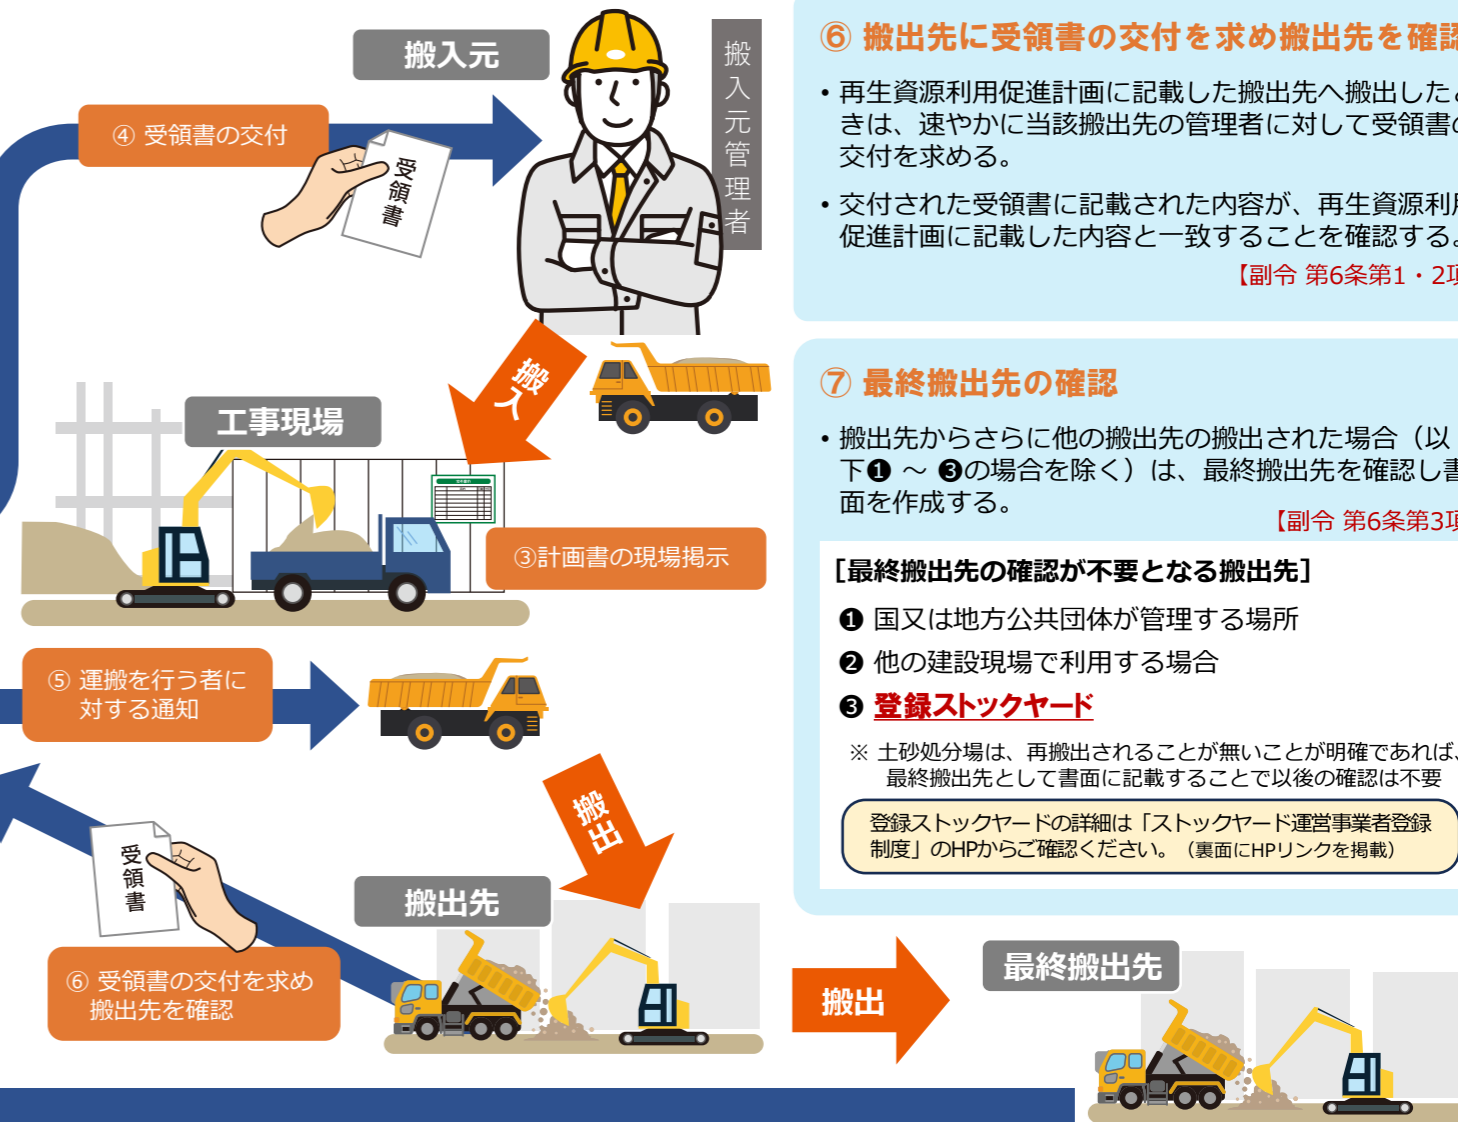 搬入元
搬入元管理者
④ 受領書の交付
受領書
搬入
工事現場
③計画書の現場掲示
⑤ 運搬を行う者に
対する通知
搬出
受領書
搬出先
⑥ 受領書の交付を求め
搬出先を確認
搬出
最終搬出先
⑥ 搬出先に受領書の交付を求め搬出先を確認
・再生資源利用促進計画に記載した搬出先へ搬出したと
きは、速やかに当該搬出先の管理者に対して受領書の
交付を求める。
・交付された受領書に記載された内容が、再生資源利用
促進計画に記載した内容と一致することを確認する。
【副令 第6条第1・2項
⑦ 最終搬出先の確認
・搬出先からさらに他の搬出先の搬出された場合（以
下❶ ～ ❸の場合を除く）は、最終搬出先を確認し書
面を作成する。
【副令 第6条第3項
［最終搬出先の確認が不要となる搬出先］
❶ 国又は地方公共団体が管理する場所
❷ 他の建設現場で利用する場合
❸ 登録ストックヤード
※ 土砂処分場は、再搬出されることが無いことが明確であれば、
最終搬出先として書面に記載することで以後の確認は不要
登録ストックヤードの詳細は「ストックヤード運営事業者登録
制度」のHPからご確認ください。（裏面にHPリンクを掲載）